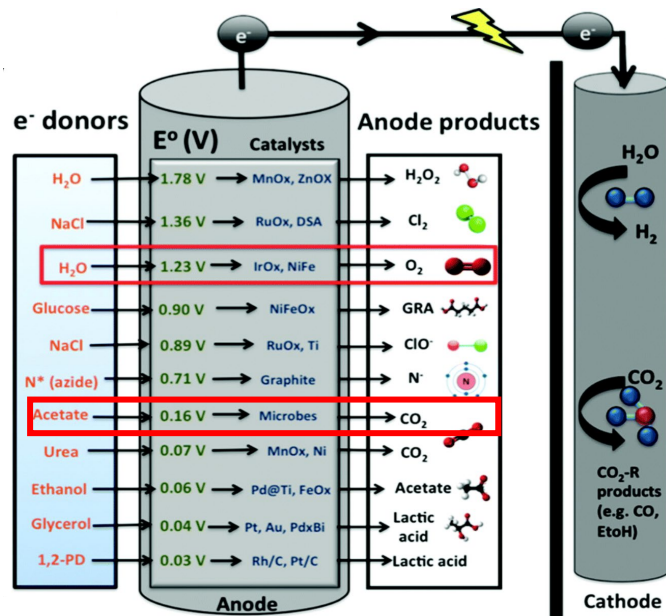 e⁻
e⁻
e⁻ donors
E⁰ (V)
Catalysts
Anode products
H₂O 1.78 V MnOx, ZnOX H₂O₂
NaCl 1.36 V RuOx, DSA Cl₂
H₂O 1.23 V IrOx, NiFe O₂
Glucose 0.90 V NiFeOx GRA
NaCl 0.89 V RuOx, Ti ClO⁻
N* (azide) 0.71 V Graphite N⁻ N
Acetate 0.16 V Microbes CO₂
Urea 0.07 V MnOx, Ni CO₂
Ethanol 0.06 V Pd@Ti, FeOx Acetate
Glycerol 0.04 V Pt, Au, PdxBi Lactic
acid
1,2-PD 0.03 V Rh/C, Pt/C Lactic acid
Anode
H₂O
H₂
CO₂
CO₂-R
products
(e.g. CO,
EtoH)
Cathode